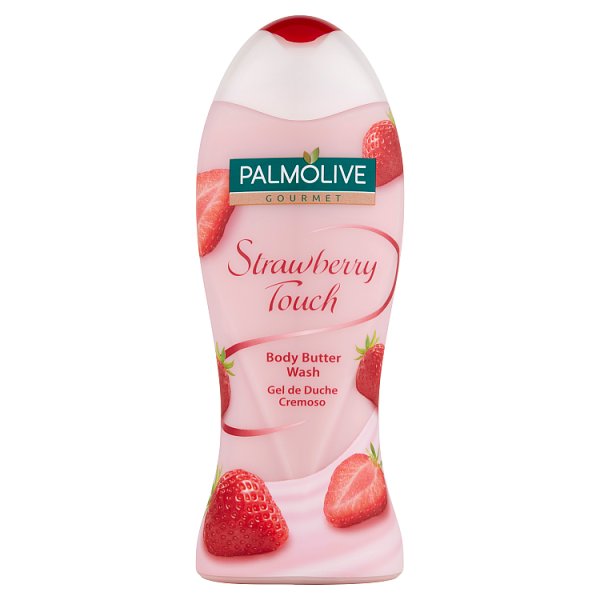 PALMOLIVE
GOURMET
Strawberry
Touch
Body Butter
Wash
Gel de Duche
Cremoso